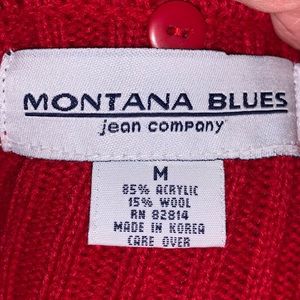 MONTANA BLUES
jean company
M
85% ACRYLIC
15% WOOL
RN 82814
MADE IN KOREA
CARE OVER